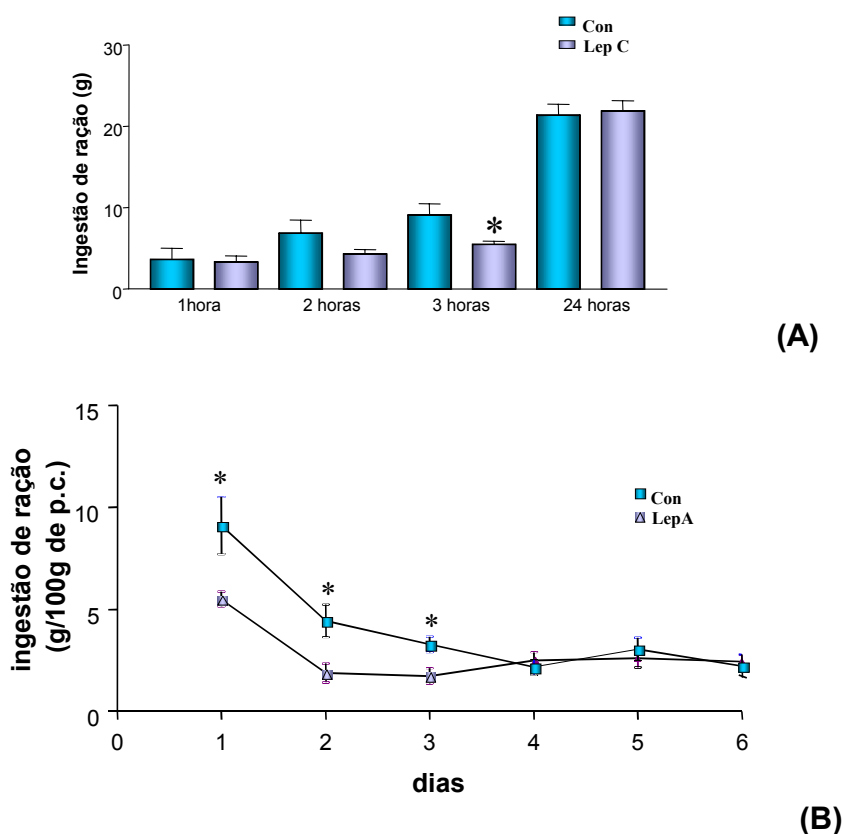 Con
Lep C
Ingestão de ração (g)
30
20
10
0
*
1hora
2 horas
3 horas
24 horas
(A)
ingestão de ração
(g/100g de p.c.)
15
10
5
0
*
*
*
Con
LepA
0
1
2
3
4
5
6
dias
(B)